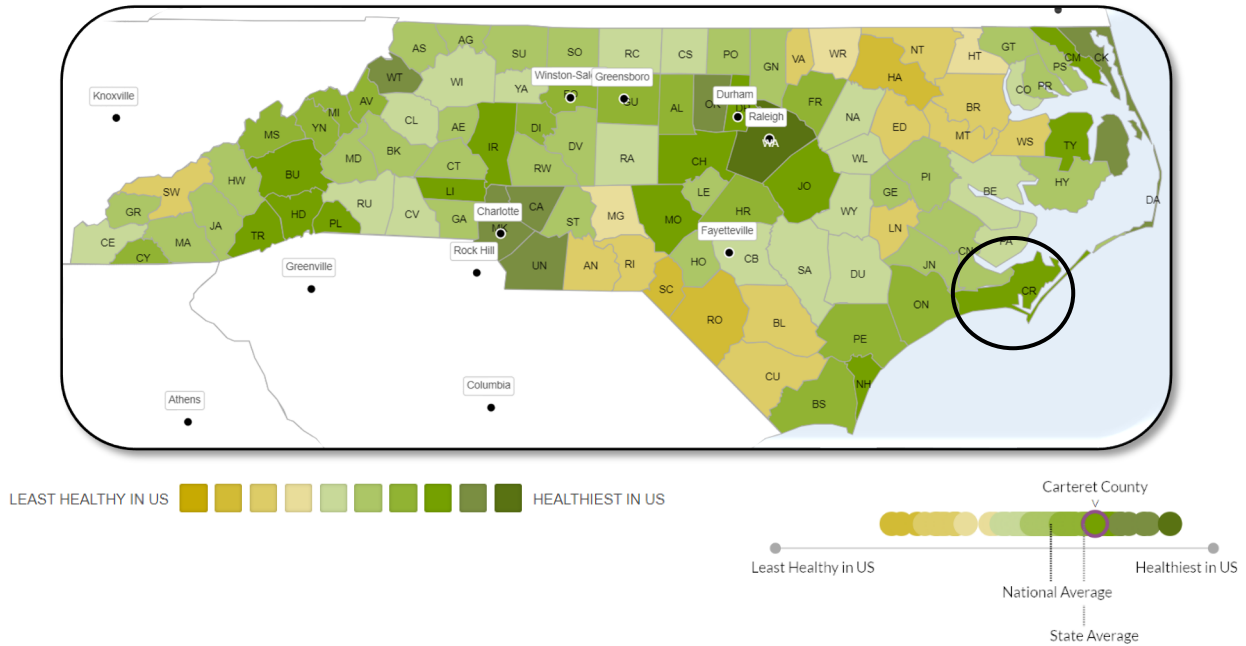 AS
AG
SU
SO
RC
CS
PO
GN
VA
WR
NT
HT
GT
CM
CK
PS
PR
CO
WT
WI
YA
Winston-Sal
Greensboro
GU
AL
Durham
Raleigh
WA
FR
HA
BR
Knoxville
MI
AV
YN
MS
CL
AE
IR
DI
DV
RA
CH
NA
ED
MT
WS
TY
MD
BK
CT
RW
BU
HW
SW
WL
PI
BE
HY
LI
JO
LE
GE
DA
GR
JA
HD
PL
TR
RU
CV
GA
Charlotte
CA
ST
MG
MO
HR
WY
LN
CE
CY
MA
Rock Hill
Fayetteville
CB
HO
SA
DU
JN
CN
PA
Greenville
UN
AN
RI
SC
RO
BL
ON
CR
PE
CU
BS
NH
Columbia
Athens
LEAST HEALTHY IN US
HEALTHIEST IN US
Carteret County
Least Healthy in US
Healthiest in US
National Average
State Average